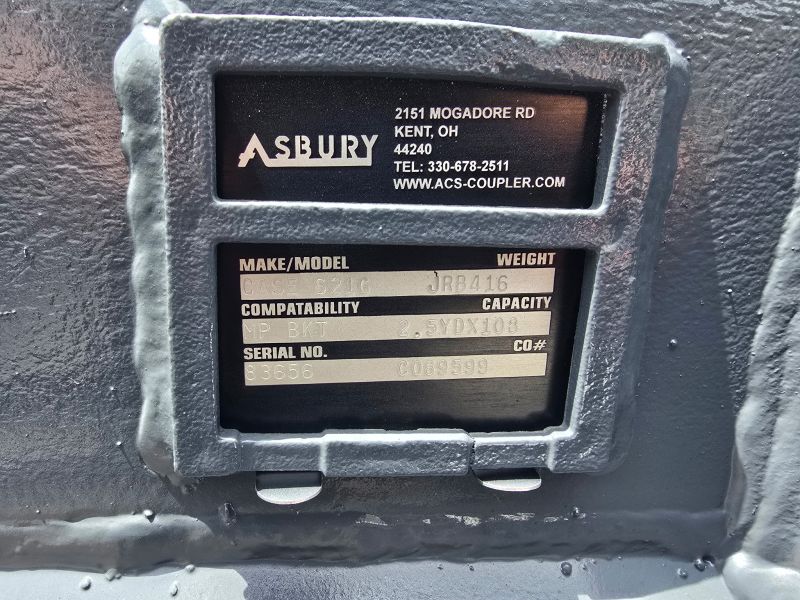 ASBURY
2151 MOGADORE RD
KENT, OH
44240
TEL: 330-678-2511
WWW.ACS-COUPLER.COM
MAKE/MODEL WEIGHT
CASE 621G JRB416
COMPATABILITY CAPACITY
MP BKT 2.5YDX108
SERIAL NO. CO#
83656 C069599